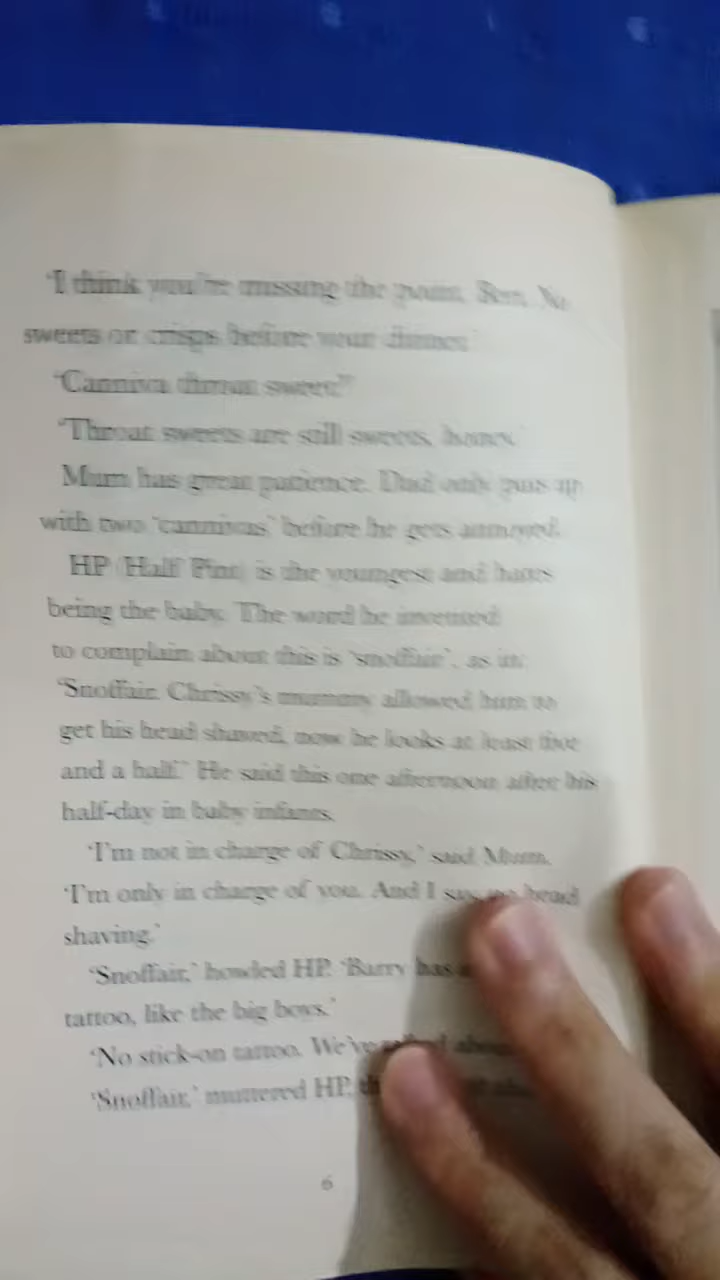 'I think you're missing the point, Bert. No
sweets or crisps before your dinner.'
'Canniva throat sweet?'
'Throat sweets are still sweets, honey.'
Mum has great patience. Dad only puts up
with two 'cannivas' before he gets annoyed.
HP (Half Pint) is the youngest and hates
being the baby. The word he invented
to complain about this is 'snoffair', as in:
'Snoffair. Chrissy's mummy allowed him to
get his head shaved, now he looks at least five
and a half.' He said this one afternoon after his
half-day in baby infants.
'I'm not in charge of Chrissy,' said Mum.
'I'm only in charge of you. And I say no head
shaving.'
'Snoffair,' howled HP. 'Barry has a
tattoo, like the big boys.'
'No stick-on tattoo. We've talked about
'Snoffair,' muttered HP,
6